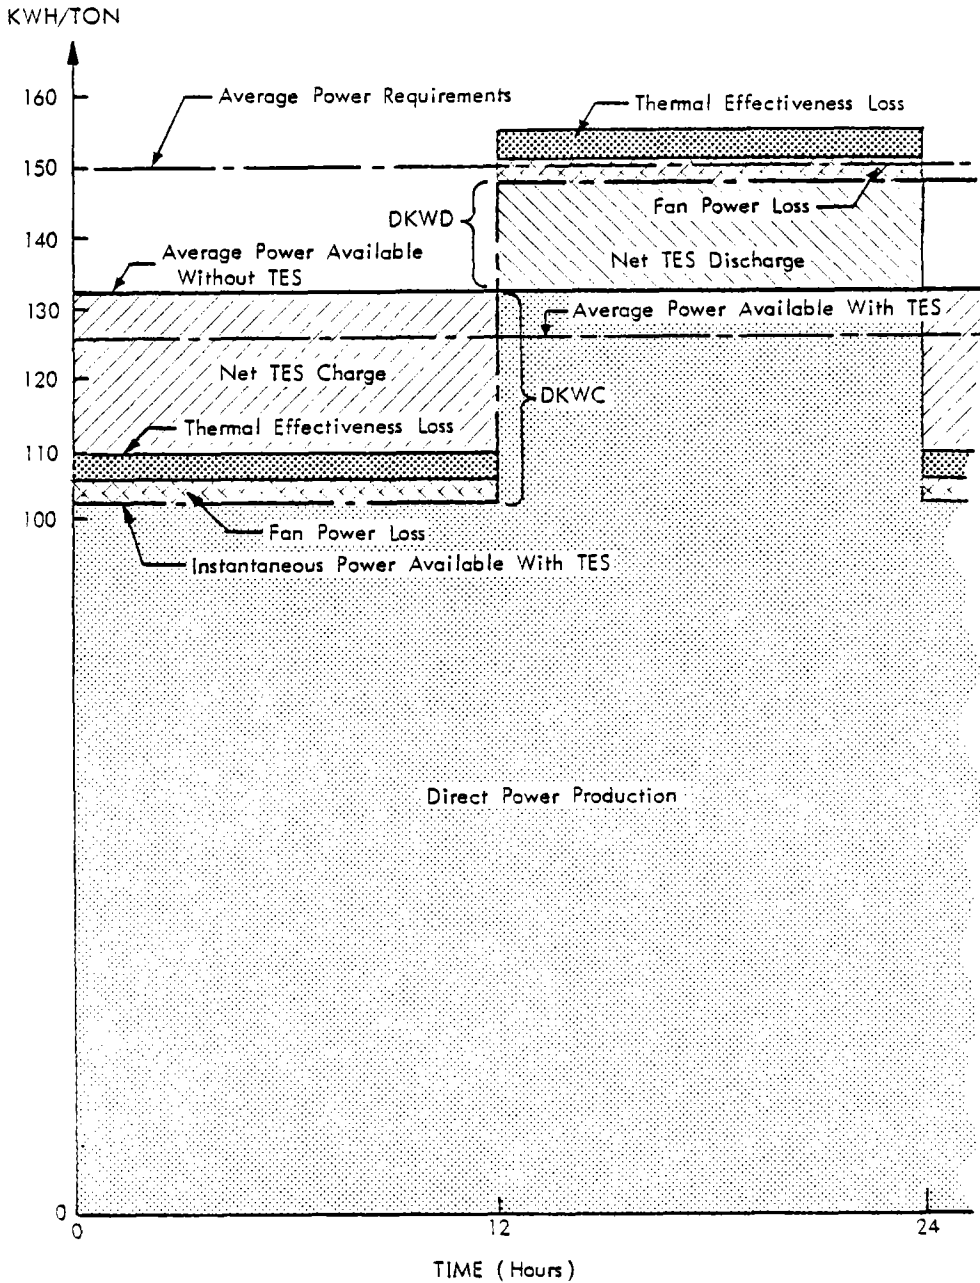 KWH/TON
160
Average Power Requirements
Thermal Effectiveness Loss
150
Fan Power Loss
DKWD
140
Average Power Available
Without TES
Net TES Discharge
130
Average Power Available With TES
120
Net TES Charge
DKWC
Thermal Effectiveness Loss
110
100
Fan Power Loss
Instantaneous Power Available With TES
Direct Power Production
0
0
12
24
TIME (Hours)